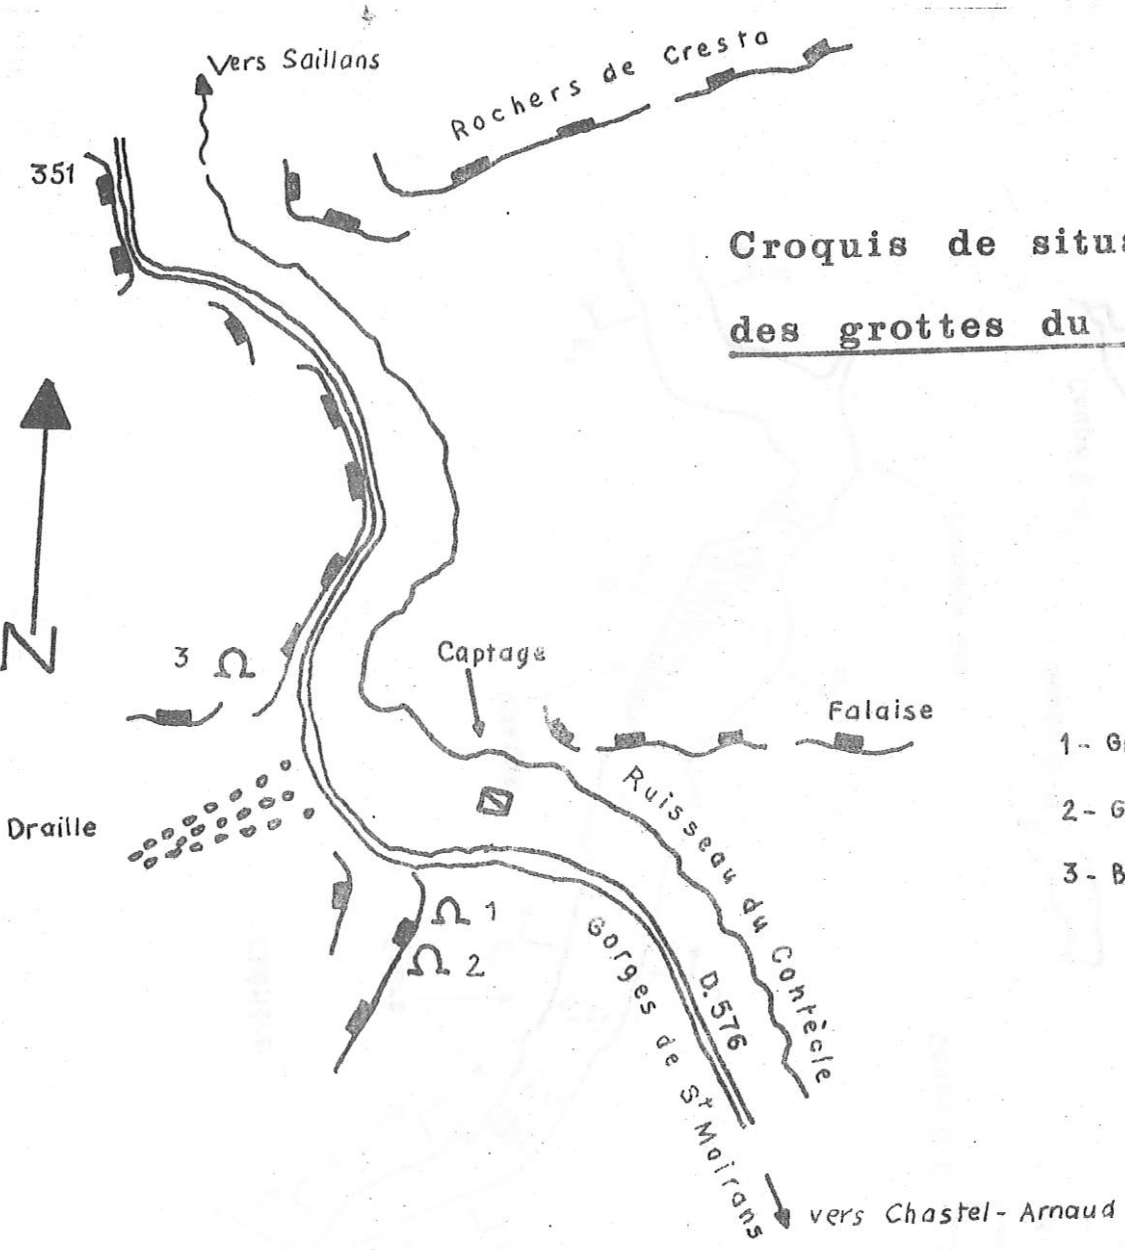 Vers Saillans
Rochers de Cresta
351
Croquis de situa
des grottes du
N
3 Ω
Captage
Falaise
1 - G
2 - G
3 - B
Draille
Ruisseau du Contècle
Ω 1
Ω 2
Gorges de St Moirans
D. 576
vers Chastel-Arnaud